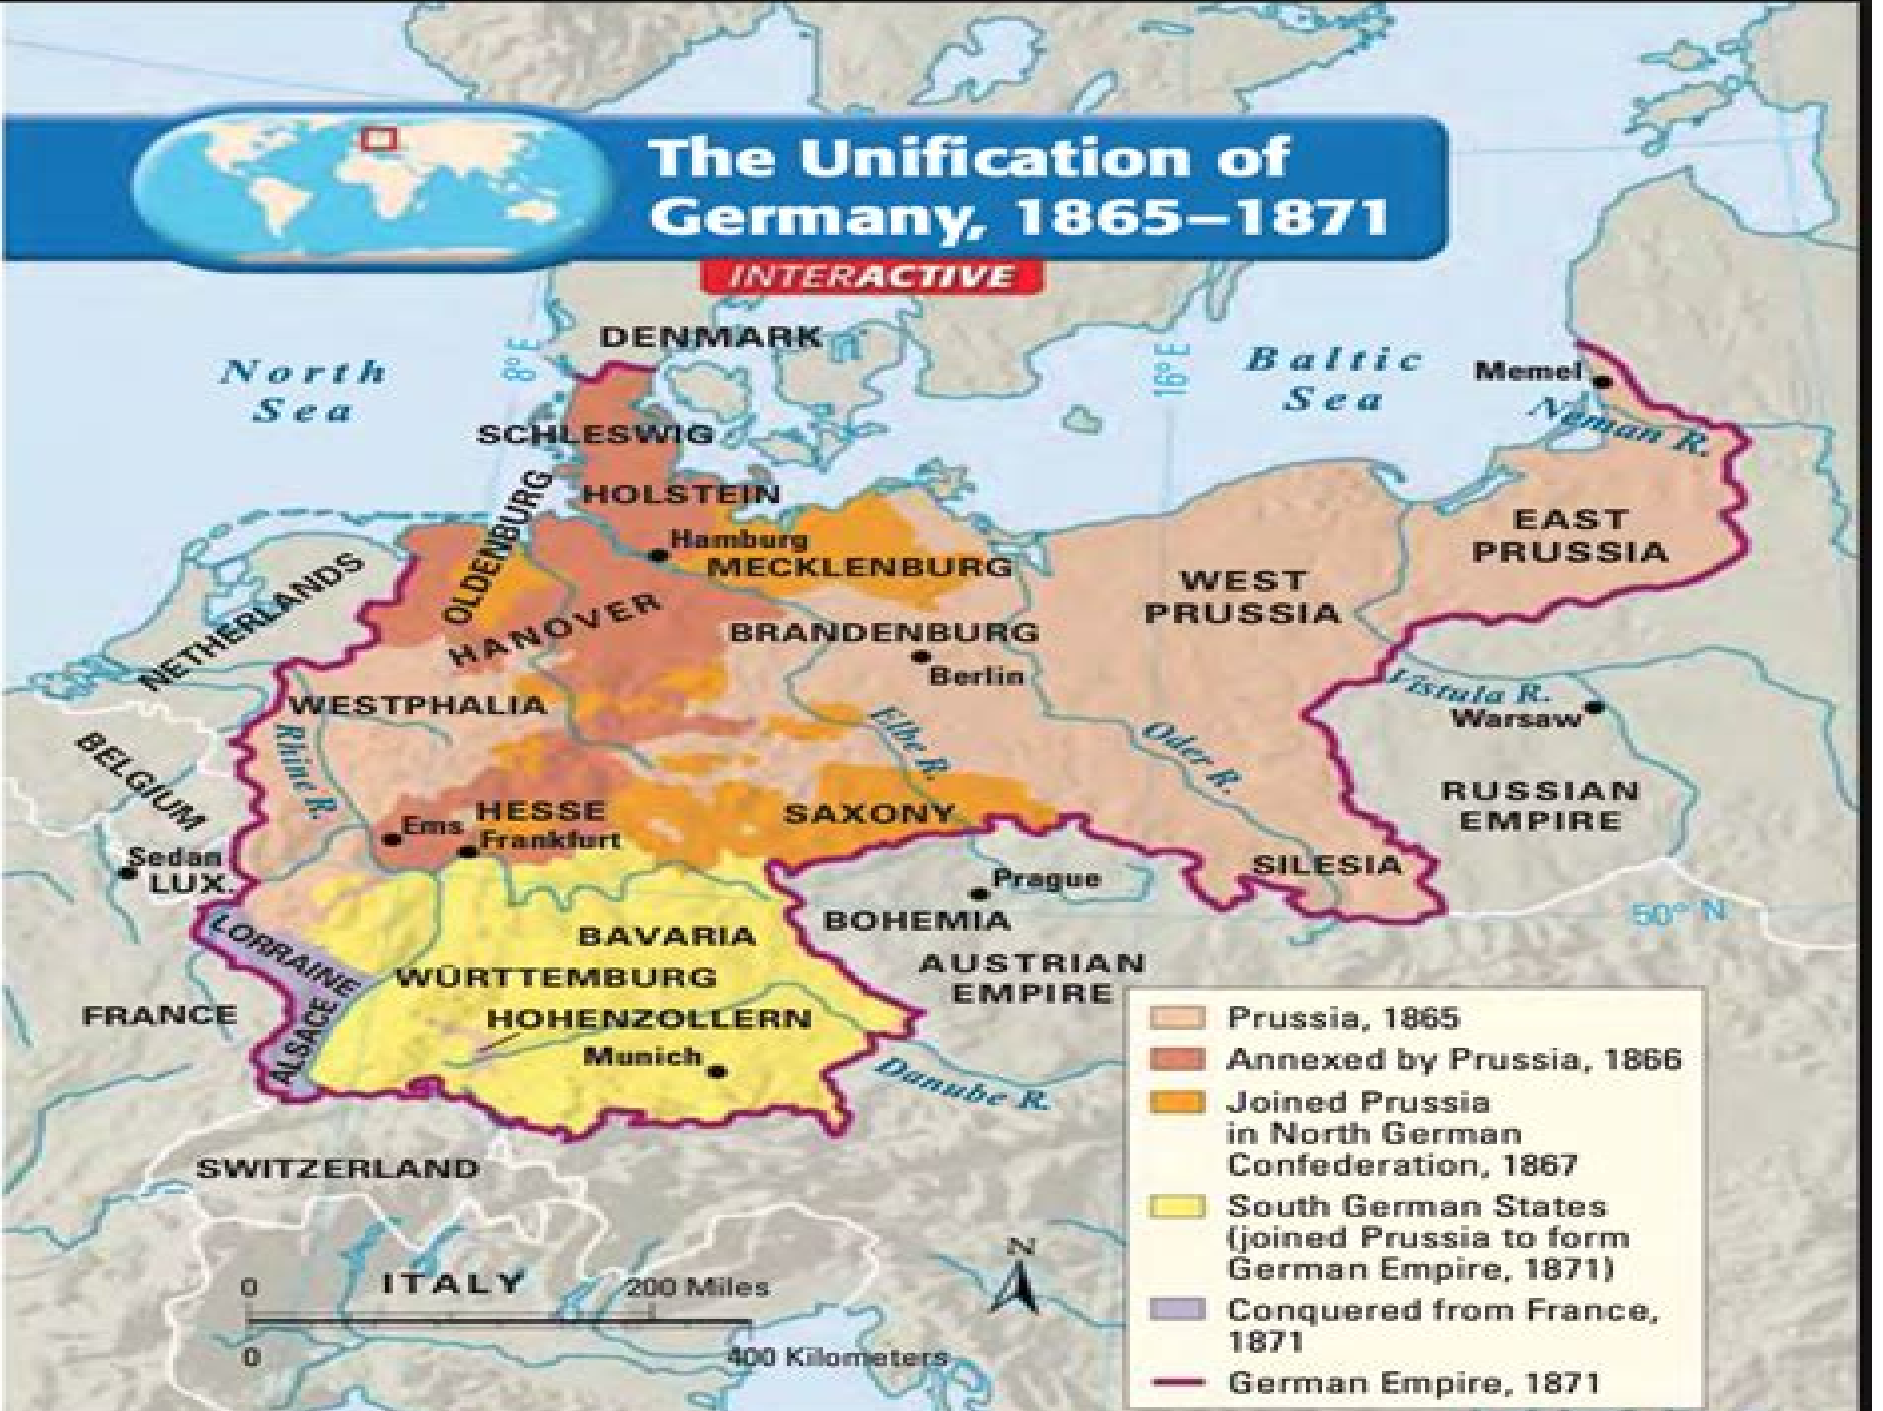 The Unification of
Germany, 1865–1871
INTERACTIVE
DENMARK
North
Sea
8° E
16° E
Baltic
Sea
Memel
Neman R.
SCHLESWIG
HOLSTEIN
OLDENBURG
Hamburg
MECKLENBURG
EAST
PRUSSIA
WEST
PRUSSIA
NETHERLANDS
HANOVER
BRANDENBURG
Berlin
WESTPHALIA
Vistula R.
Warsaw
Rhine R.
Elbe R.
Oder R.
BELGIUM
RUSSIAN
EMPIRE
HESSE
SAXONY
Ems
Frankfurt
Sedan
LUX.
SILESIA
Prague
50° N
LORRAINE
BAVARIA
BOHEMIA
WÜRTTEMBURG
AUSTRIAN
EMPIRE
FRANCE
ALSACE
HOHENZOLLERN
Munich
Danube R.
SWITZERLAND
ITALY
0
200 Miles
0
400 Kilometers
N
Prussia, 1865
Annexed by Prussia, 1866
Joined Prussia
in North German
Confederation, 1867
South German States
(joined Prussia to form
German Empire, 1871)
Conquered from France,
1871
German Empire, 1871